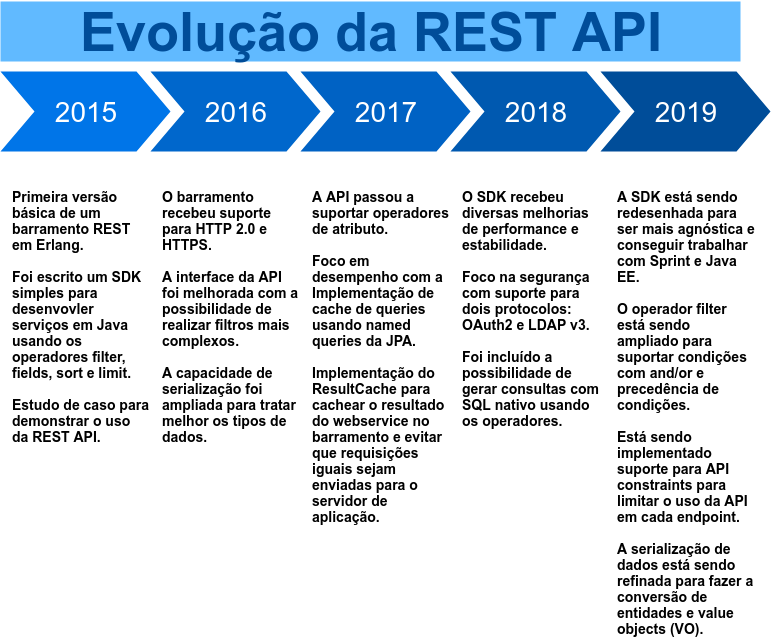 Evolução da REST API
2015
2016
2017
2018
2019
Primeira versão
básica de um
barramento REST
em Erlang.
Foi escrito um SDK
simples para
desenvovler
serviços em Java
usando os
operadores filter,
fields, sort e limit.
Estudo de caso para
demonstrar o uso
da REST API.
O barramento
recebeu suporte
para HTTP 2.0 e
HTTPS.
A interface da API
foi melhorada com a
possibilidade de
realizar filtros mais
complexos.
A capacidade de
serialização foi
ampliada para tratar
melhor os tipos de
dados.
A API passou a
suportar operadores
de atributo.
Foco em
desempenho com a
Implementação de
cache de queries
usando named
queries da JPA.
Implementação do
ResultCache para
cachear o resultado
do webservice no
barramento e evitar
que requisições
iguais sejam
enviadas para o
servidor de
aplicação.
O SDK recebeu
diversas melhorias
de performance e
estabilidade.
Foco na segurança
com suporte para
dois protocolos:
OAuth2 e LDAP v3.
Foi incluído a
possibilidade de
gerar consultas com
SQL nativo usando
os operadores.
A SDK está sendo
redesenhada para
ser mais agnóstica e
conseguir trabalhar
com Sprint e Java
EE.
O operador filter
está sendo
ampliado para
suportar condições
com and/or e
precedência de
condições.
Está sendo
implementado
suporte para API
constraints para
limitar o uso da API
em cada endpoint.
A serialização de
dados está sendo
refinada para fazer a
conversão de
entidades e value
objects (VO).